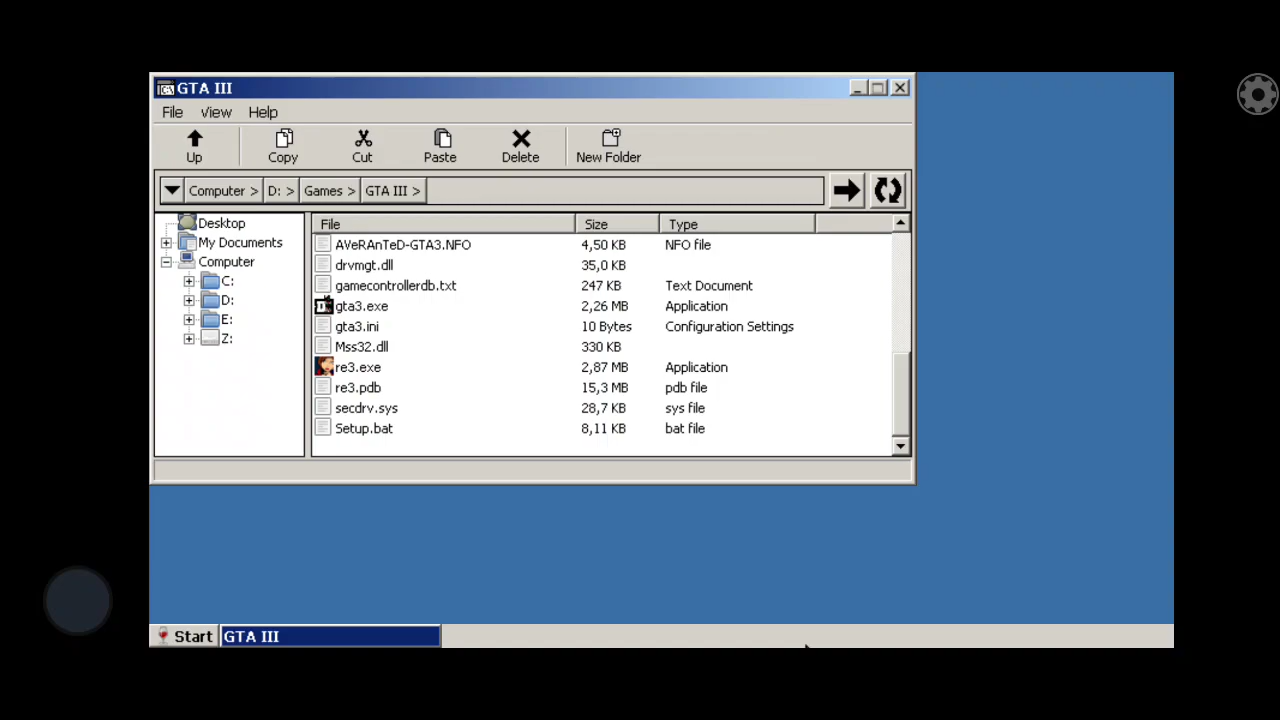 GTA III
File View Help
Up Copy Cut Paste Delete New Folder
Computer > D: > Games > GTA III >
Desktop
My Documents
Computer
C:
D:
E:
Z:
File Size Type
AVeRAnTeD-GTA3.NFO 4,50 KB NFO file
drvmgt.dll 35,0 KB
gamecontrollerdb.txt 247 KB Text Document
gta3.exe 2,26 MB Application
gta3.ini 10 Bytes Configuration Settings
Mss32.dll 330 KB
re3.exe 2,87 MB Application
re3.pdb 15,3 MB pdb file
secdrv.sys 28,7 KB sys file
Setup.bat 8,11 KB bat file
Start GTA III